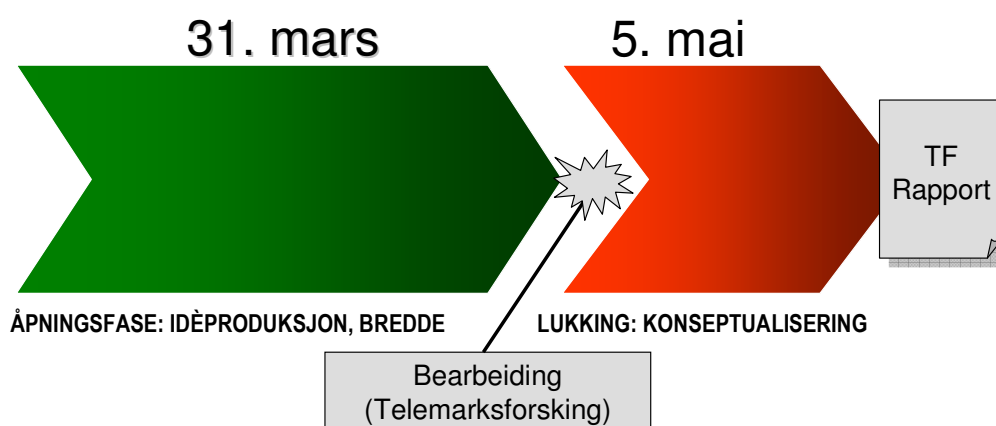 31. mars
5. mai
TF
Rapport
ÅPNINGSFASE: IDÈPRODUKSJON, BREDDE
LUKKING: KONSEPTUALISERING
Bearbeiding
(Telemarksforsking)